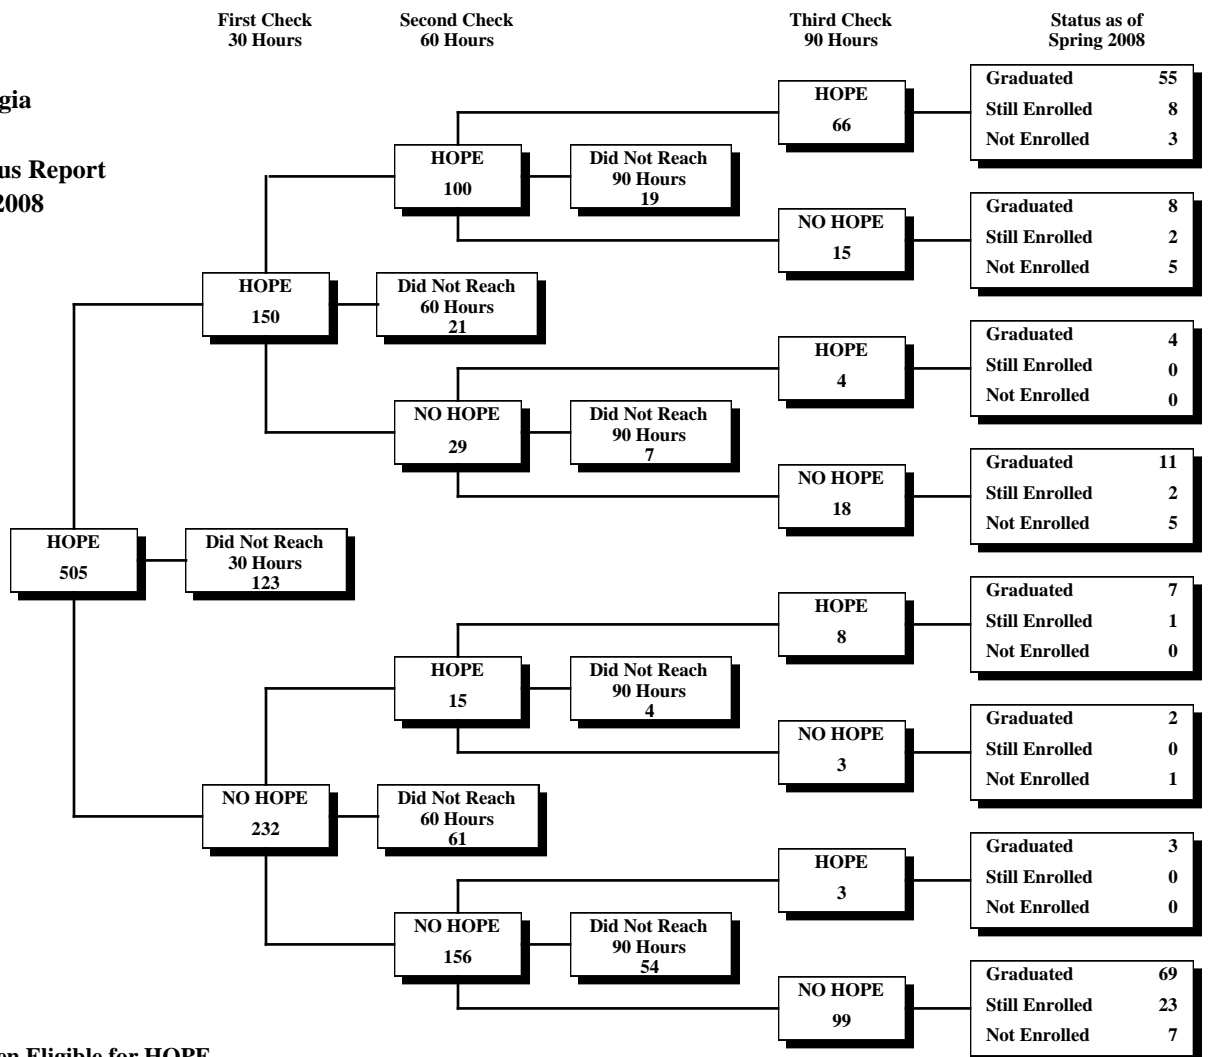 First Check
30 Hours
Second Check
60 Hours
Third Check
90 Hours
Status as of
Spring 2008
gia
us Report
2008
HOPE
505
Did Not Reach
30 Hours
123
HOPE
150
Did Not Reach
60 Hours
21
NO HOPE
232
Did Not Reach
60 Hours
61
HOPE
100
Did Not Reach
90 Hours
19
NO HOPE
29
Did Not Reach
90 Hours
7
HOPE
15
Did Not Reach
90 Hours
4
NO HOPE
156
Did Not Reach
90 Hours
54
HOPE
66
Graduated 55
Still Enrolled 8
Not Enrolled 3
NO HOPE
15
Graduated 8
Still Enrolled 2
Not Enrolled 5
HOPE
4
Graduated 4
Still Enrolled 0
Not Enrolled 0
NO HOPE
18
Graduated 11
Still Enrolled 2
Not Enrolled 5
HOPE
8
Graduated 7
Still Enrolled 1
Not Enrolled 0
NO HOPE
3
Graduated 2
Still Enrolled 0
Not Enrolled 1
HOPE
3
Graduated 3
Still Enrolled 0
Not Enrolled 0
NO HOPE
99
Graduated 69
Still Enrolled 23
Not Enrolled 7
en Eligible for HOPE